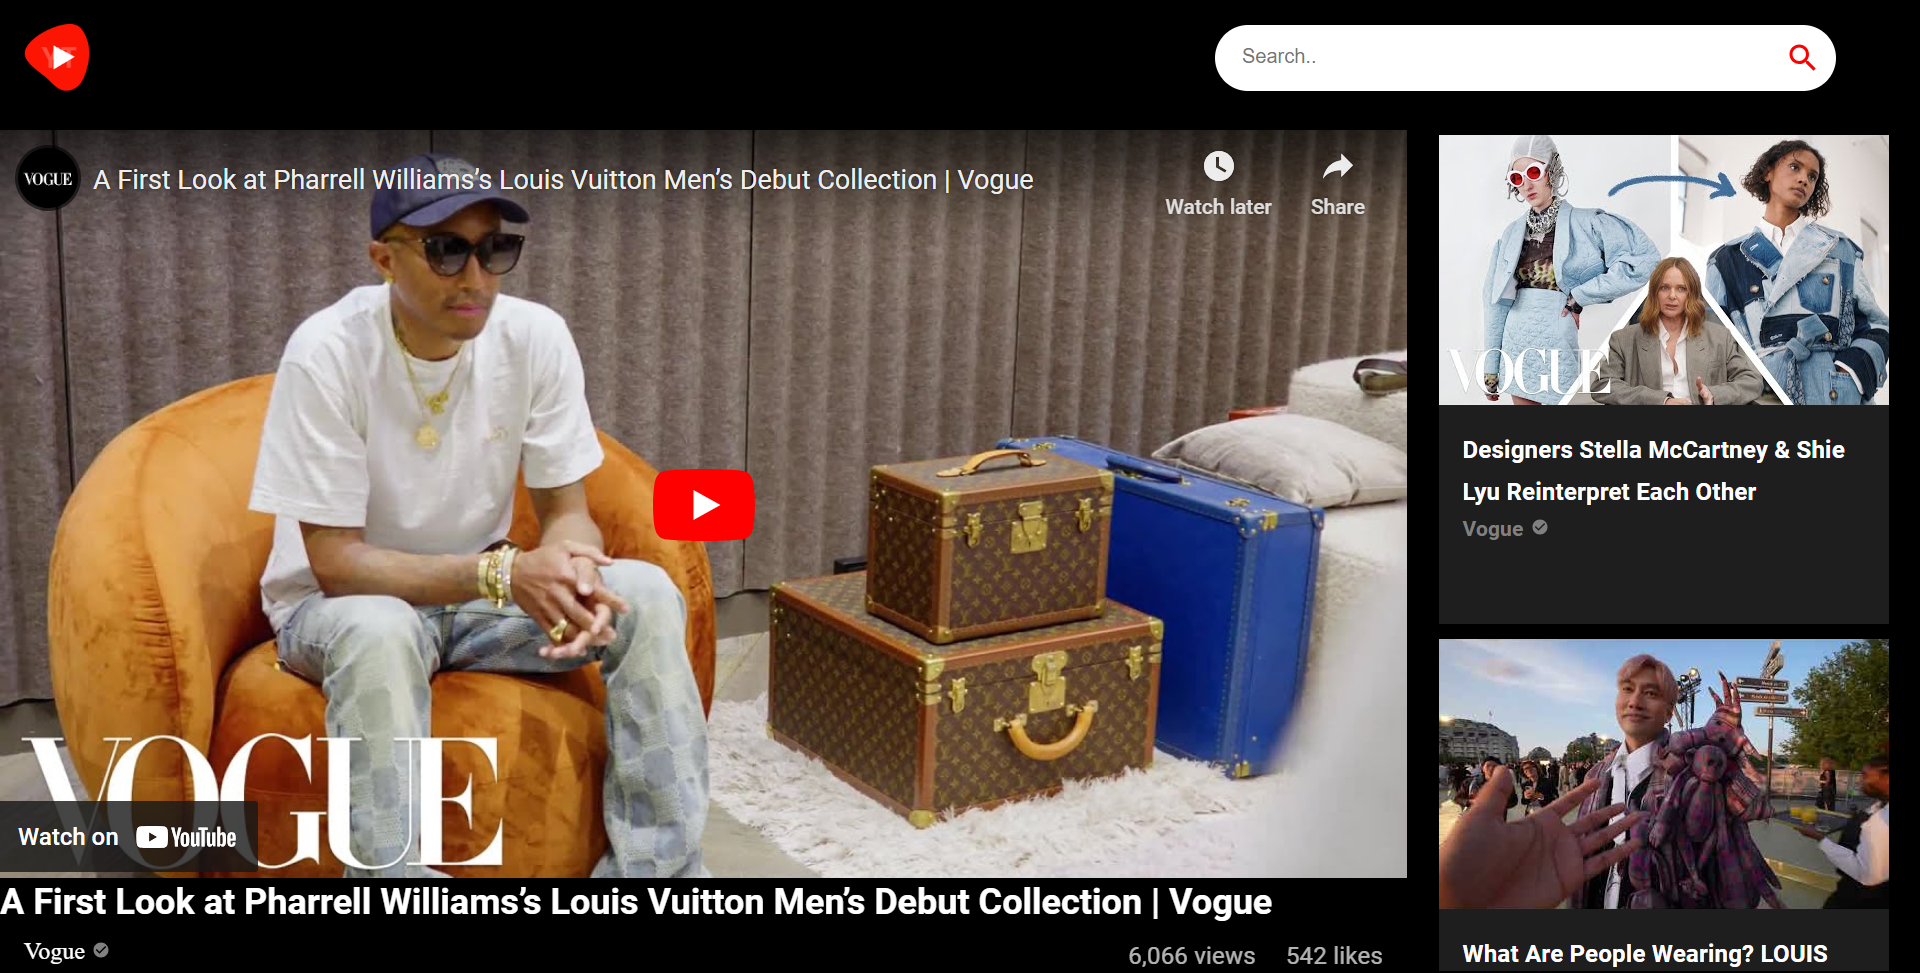 YT
Search..
VOGUE
A First Look at Pharrell Williams’s Louis Vuitton Men’s Debut Collection | Vogue
Watch later
Share
VOGUE
Watch on YouTube
A First Look at Pharrell Williams’s Louis Vuitton Men’s Debut Collection | Vogue
Vogue
6,066 views
542 likes
VOGUE
Designers Stella McCartney & Shie
Lyu Reinterpret Each Other
Vogue
What Are People Wearing? LOUIS